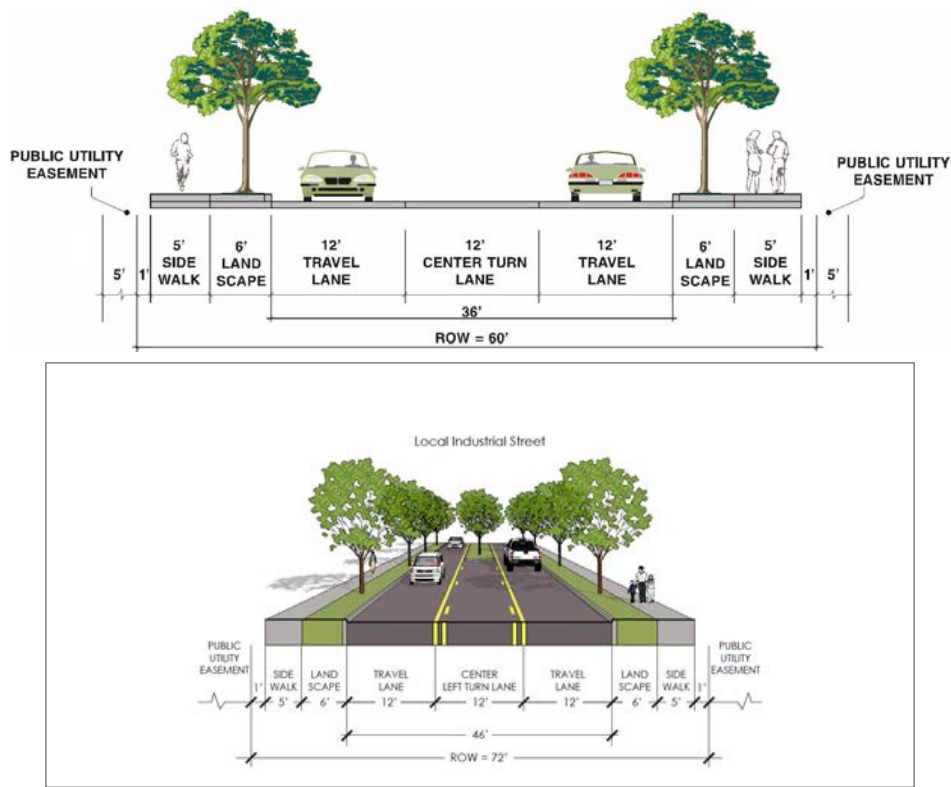 PUBLIC UTILITY
EASEMENT
PUBLIC UTILITY
EASEMENT
5'
1'
5'
SIDE
WALK
6'
LAND
SCAPE
12'
TRAVEL
LANE
12'
CENTER TURN
LANE
12'
TRAVEL
LANE
6'
LAND
SCAPE
5'
SIDE
WALK
1'
5'
36'
ROW = 60'
Local Industrial Street
PUBLIC
UTILITY
EASEMENT
1'
SIDE
WALK
5'
LAND
SCAPE
6'
TRAVEL
LANE
12'
CENTER
LEFT TURN LANE
12'
TRAVEL
LANE
12'
LAND
SCAPE
6'
SIDE
WALK
5'
1'
PUBLIC
UTILITY
EASEMENT
46'
ROW = 72'